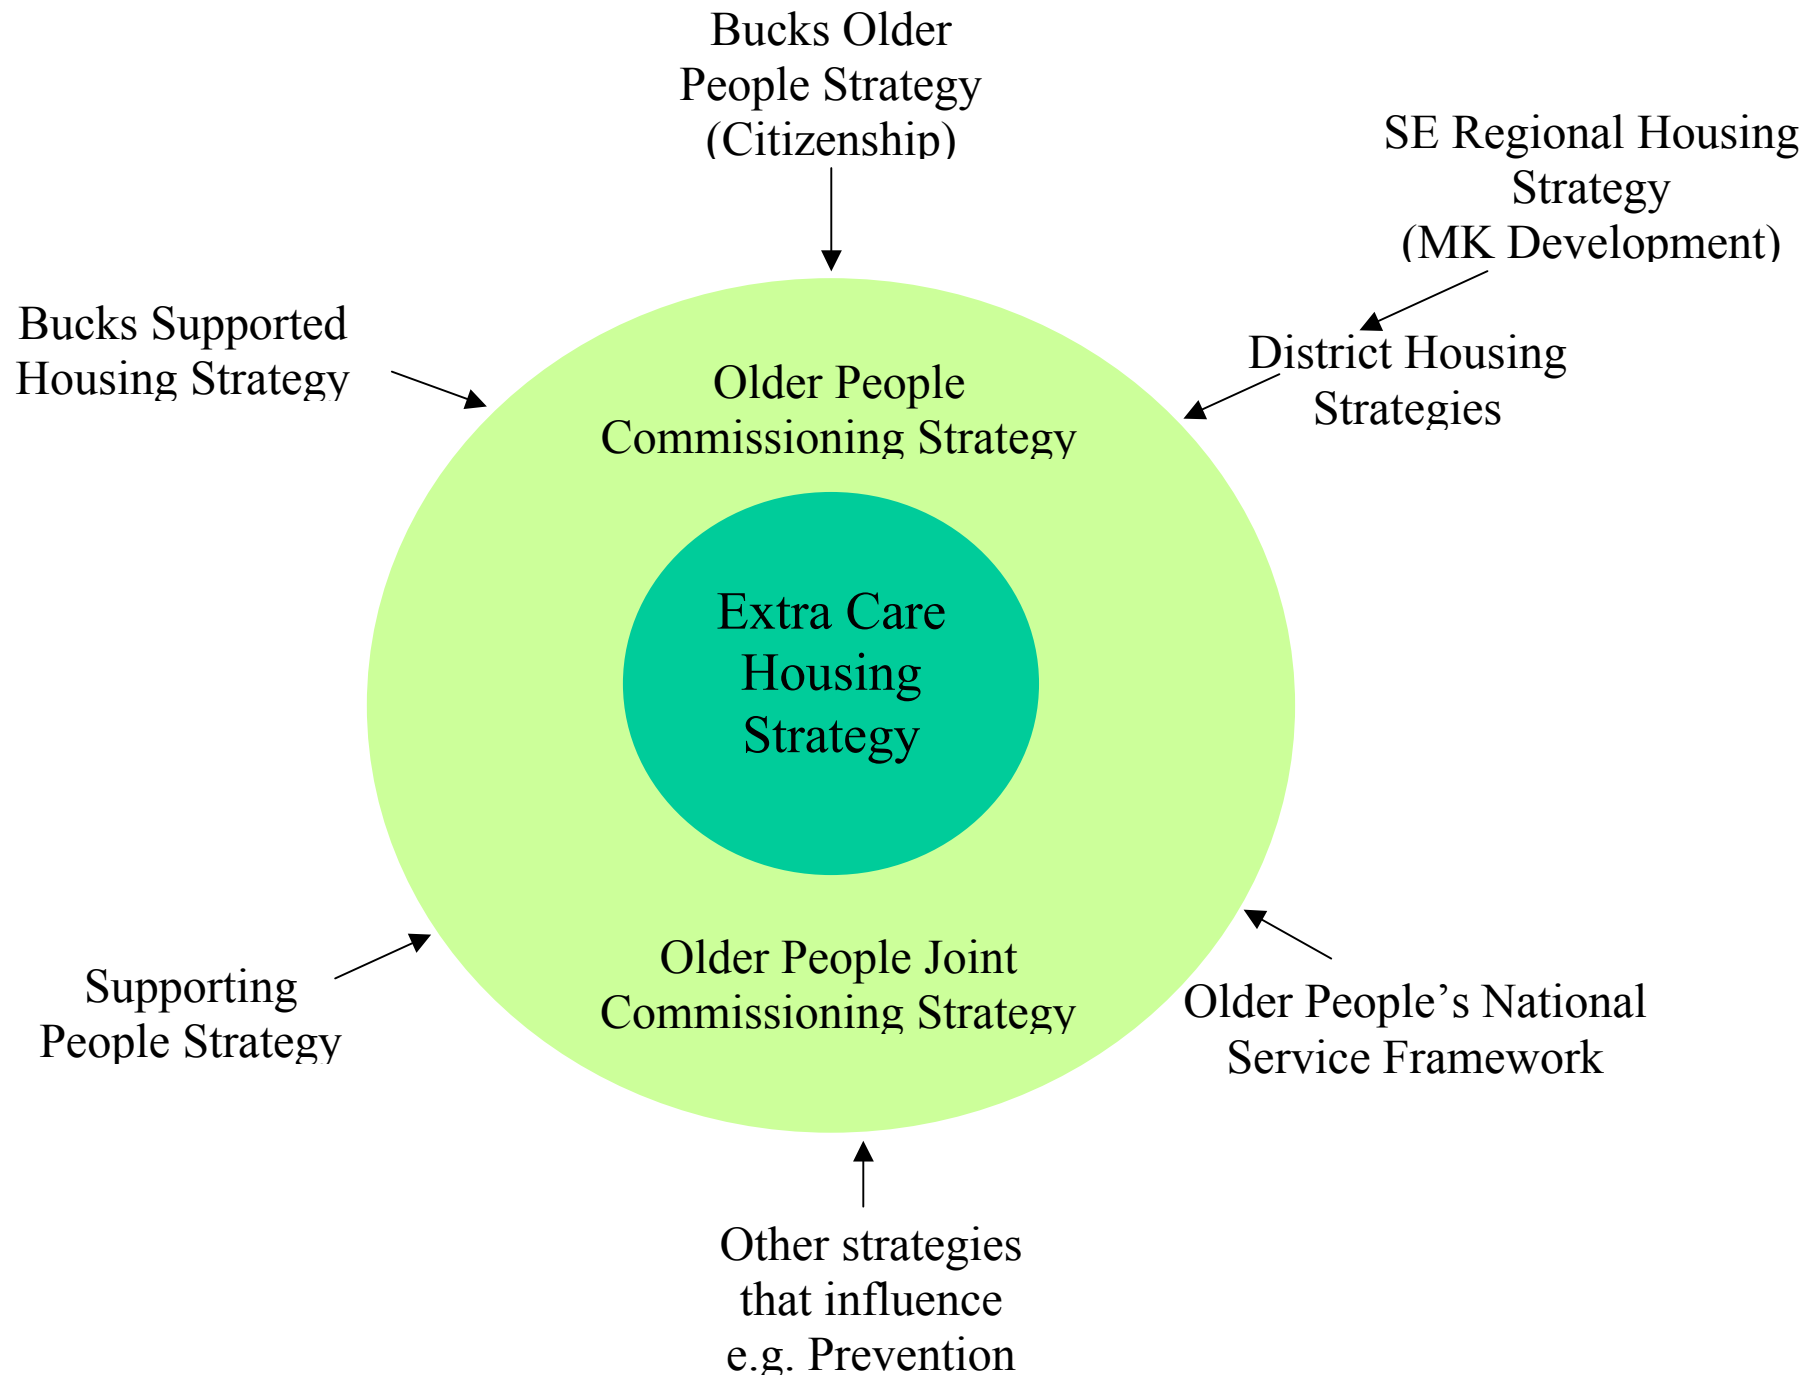 Bucks Older
People Strategy
(Citizenship)
SE Regional Housing
Strategy
(MK Development)
Bucks Supported
Housing Strategy
District Housing
Strategies
Older People
Commissioning Strategy
Extra Care
Housing
Strategy
Older People Joint
Commissioning Strategy
Supporting
People Strategy
Older People’s National
Service Framework
Other strategies
that influence
e.g. Prevention